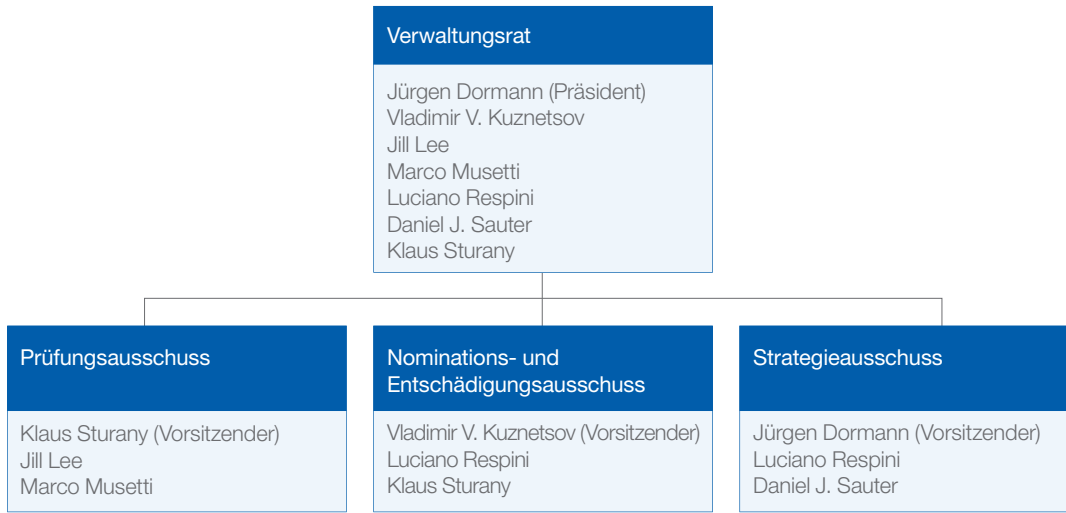 Verwaltungsrat
Jürgen Dormann (Präsident)
Vladimir V. Kuznetsov
Jill Lee
Marco Musetti
Luciano Respini
Daniel J. Sauter
Klaus Sturany
Prüfungsausschuss
Klaus Sturany (Vorsitzender)
Jill Lee
Marco Musetti
Nominations- und
Entschädigungsausschuss
Vladimir V. Kuznetsov (Vorsitzender)
Luciano Respini
Klaus Sturany
Strategieausschuss
Jürgen Dormann (Vorsitzender)
Luciano Respini
Daniel J. Sauter